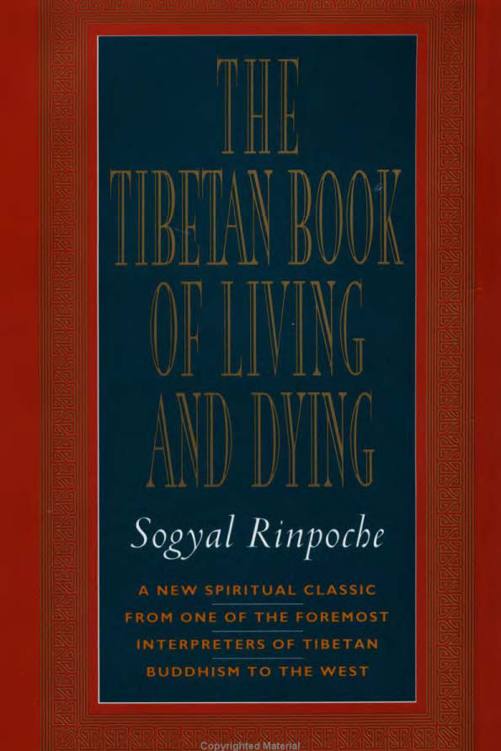 THE
TIBETAN BOOK
OF LIVING
AND DYING
Sogyal Rinpoche
A NEW SPIRITUAL CLASSIC
FROM ONE OF THE FOREMOST
INTERPRETERS OF TIBETAN
BUDDHISM TO THE WEST
Copyrighted Material